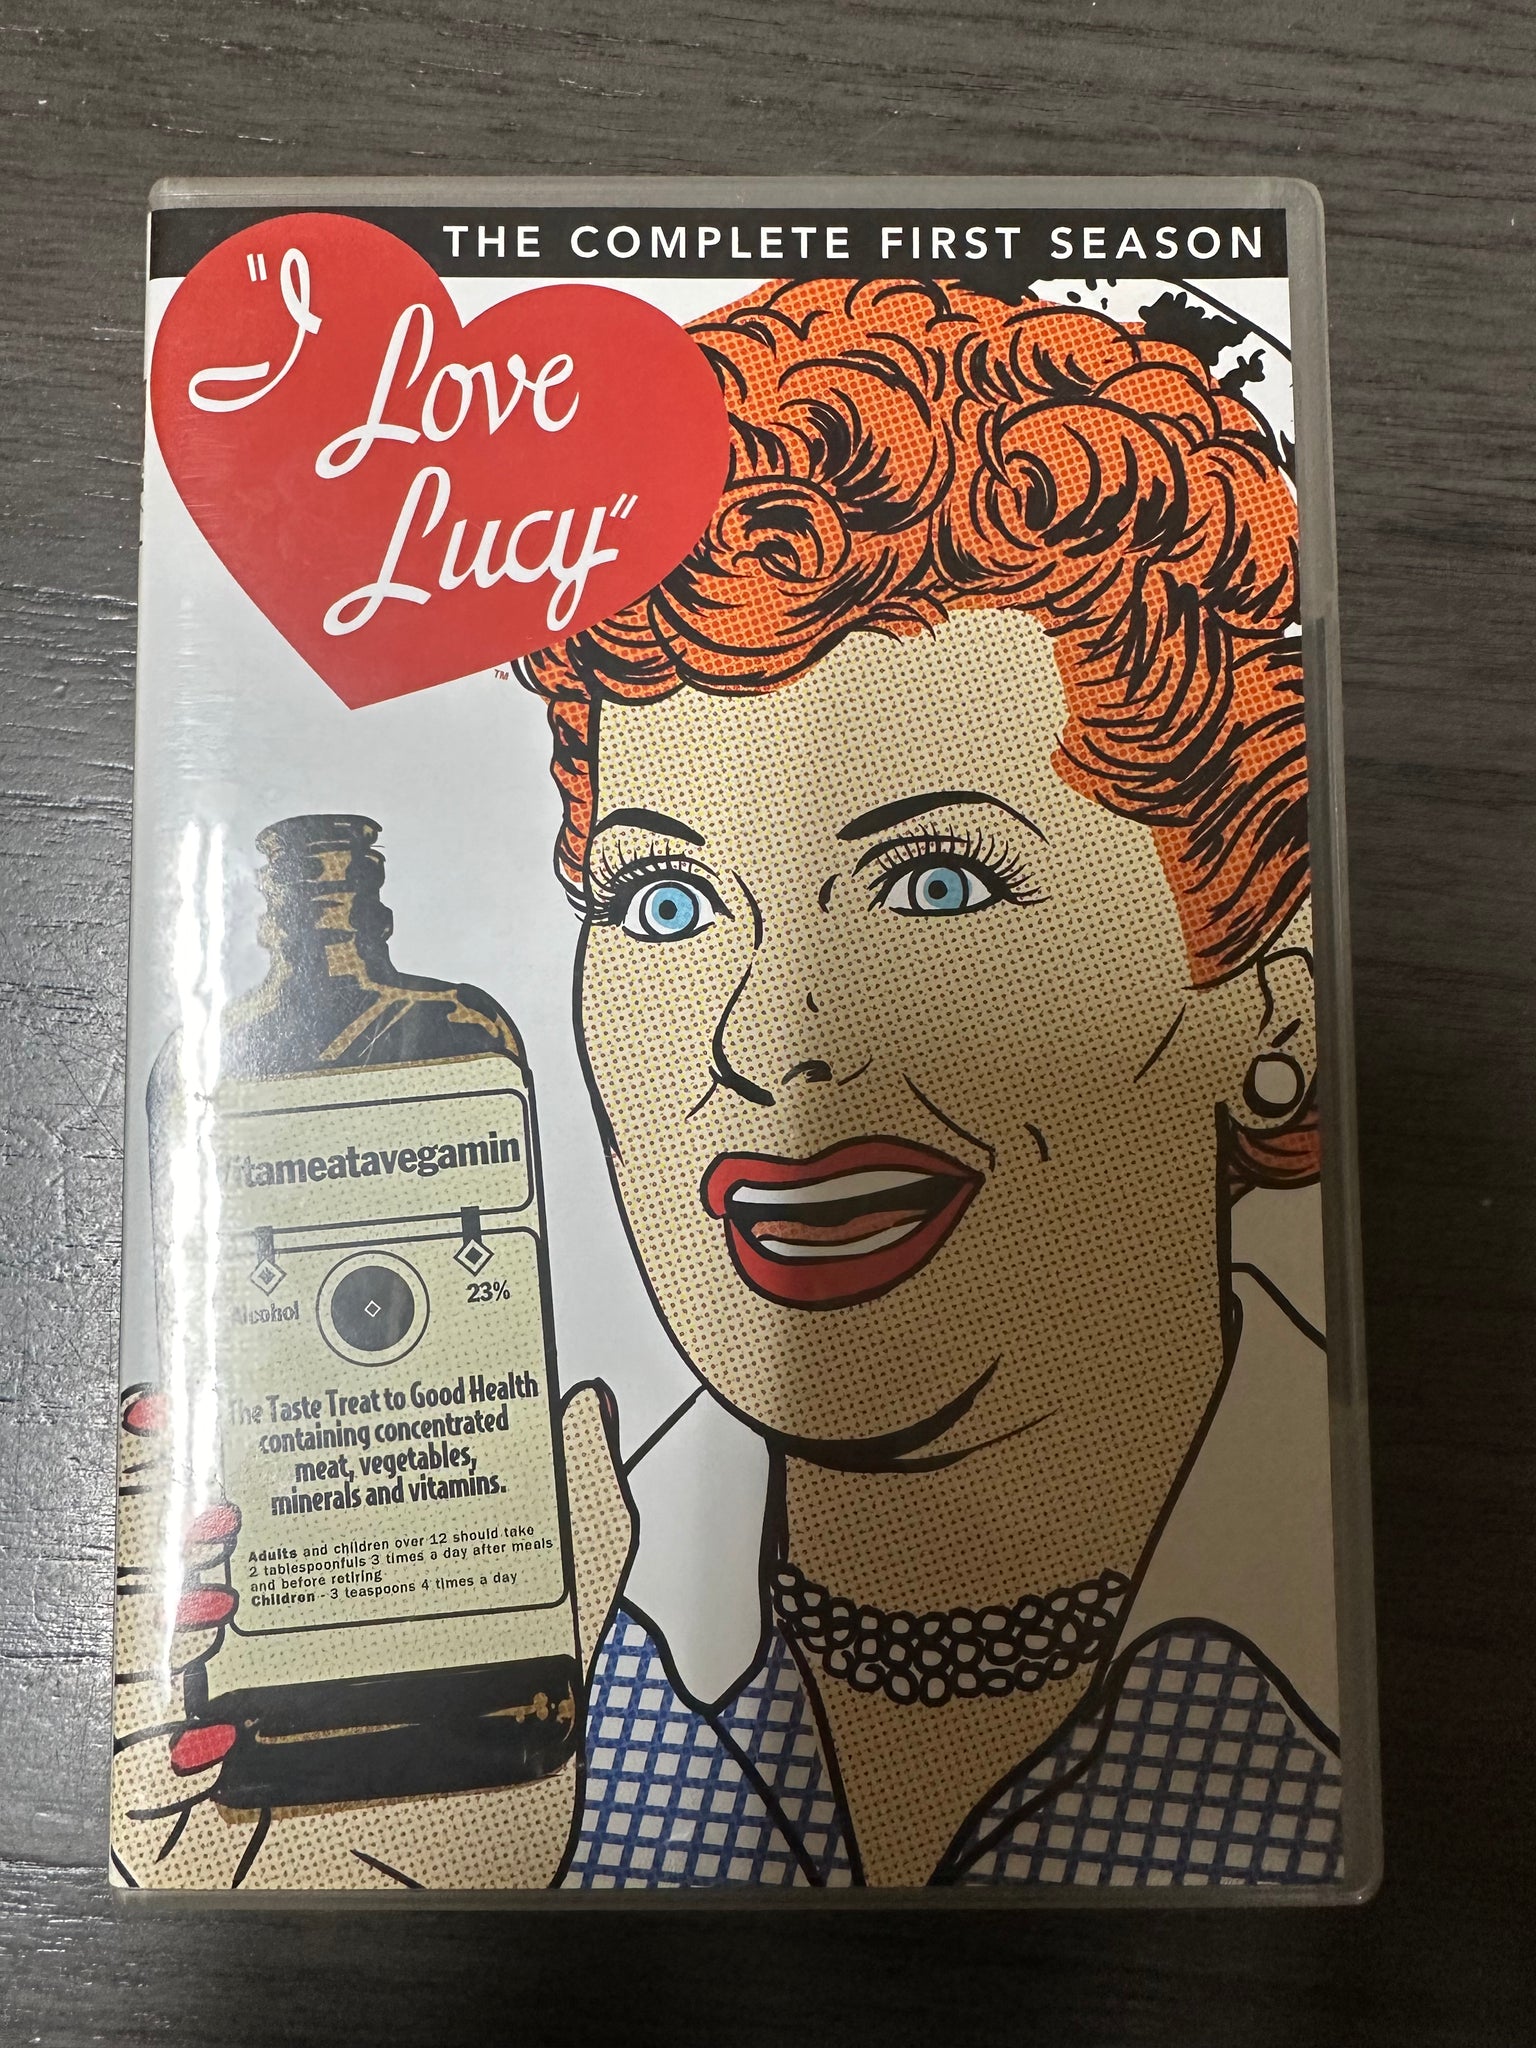 THE COMPLETE FIRST SEASON
"I
Love
Lucy"
TM
Vitameatavegamin
Alcohol
23%
The Taste Treat to Good Health
containing concentrated
meat, vegetables,
minerals and vitamins.
Adults and children over 12 should take
2 tablespoonfuls 3 times a day after meals
and before retiring
Children - 3 teaspoons 4 times a day